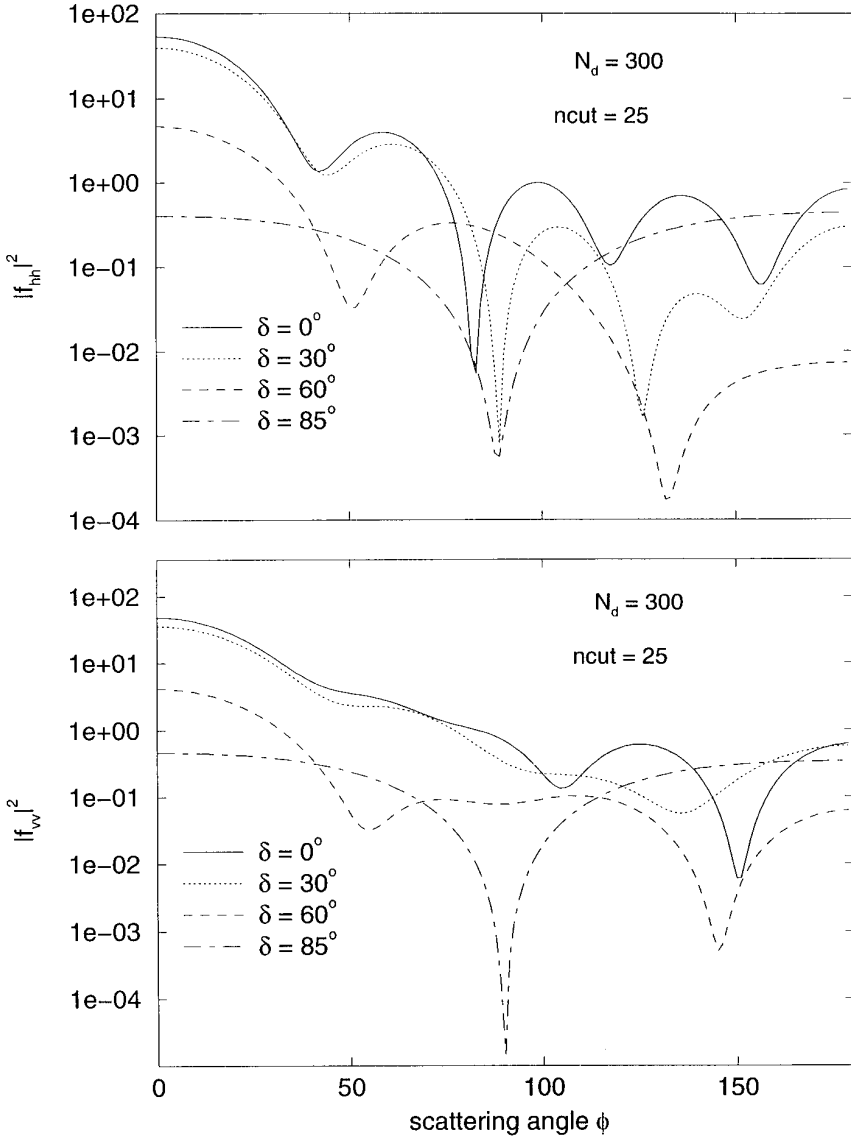 1e+02
1e+01
1e+00
1e-01
1e-02
1e-03
1e-04
|f_hh|^2
N_d = 300
ncut = 25
δ = 0°
δ = 30°
δ = 60°
δ = 85°
1e+02
1e+01
1e+00
1e-01
1e-02
1e-03
1e-04
|f_vv|^2
N_d = 300
ncut = 25
δ = 0°
δ = 30°
δ = 60°
δ = 85°
0 50 100 150
scattering angle ϕ